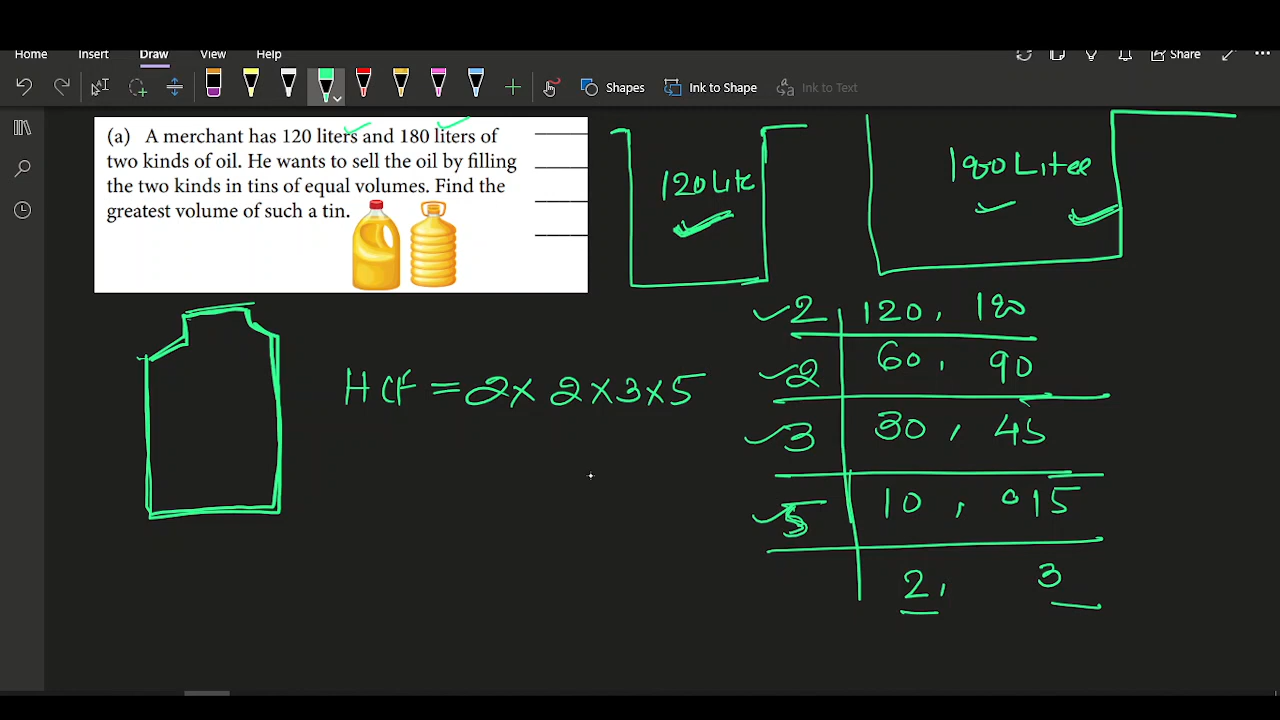 Home Insert Draw View Help Share
Shapes Ink to Shape Ink to Text
(a) A merchant has 120 liters and 180 liters of
two kinds of oil. He wants to sell the oil by filling
the two kinds in tins of equal volumes. Find the
greatest volume of such a tin.
120 Lite
180 Litee
2 120, 180
2 60, 90
HCF = 2 x 2 x 3 x 5
3 30, 45
5 10, 15
2, 3